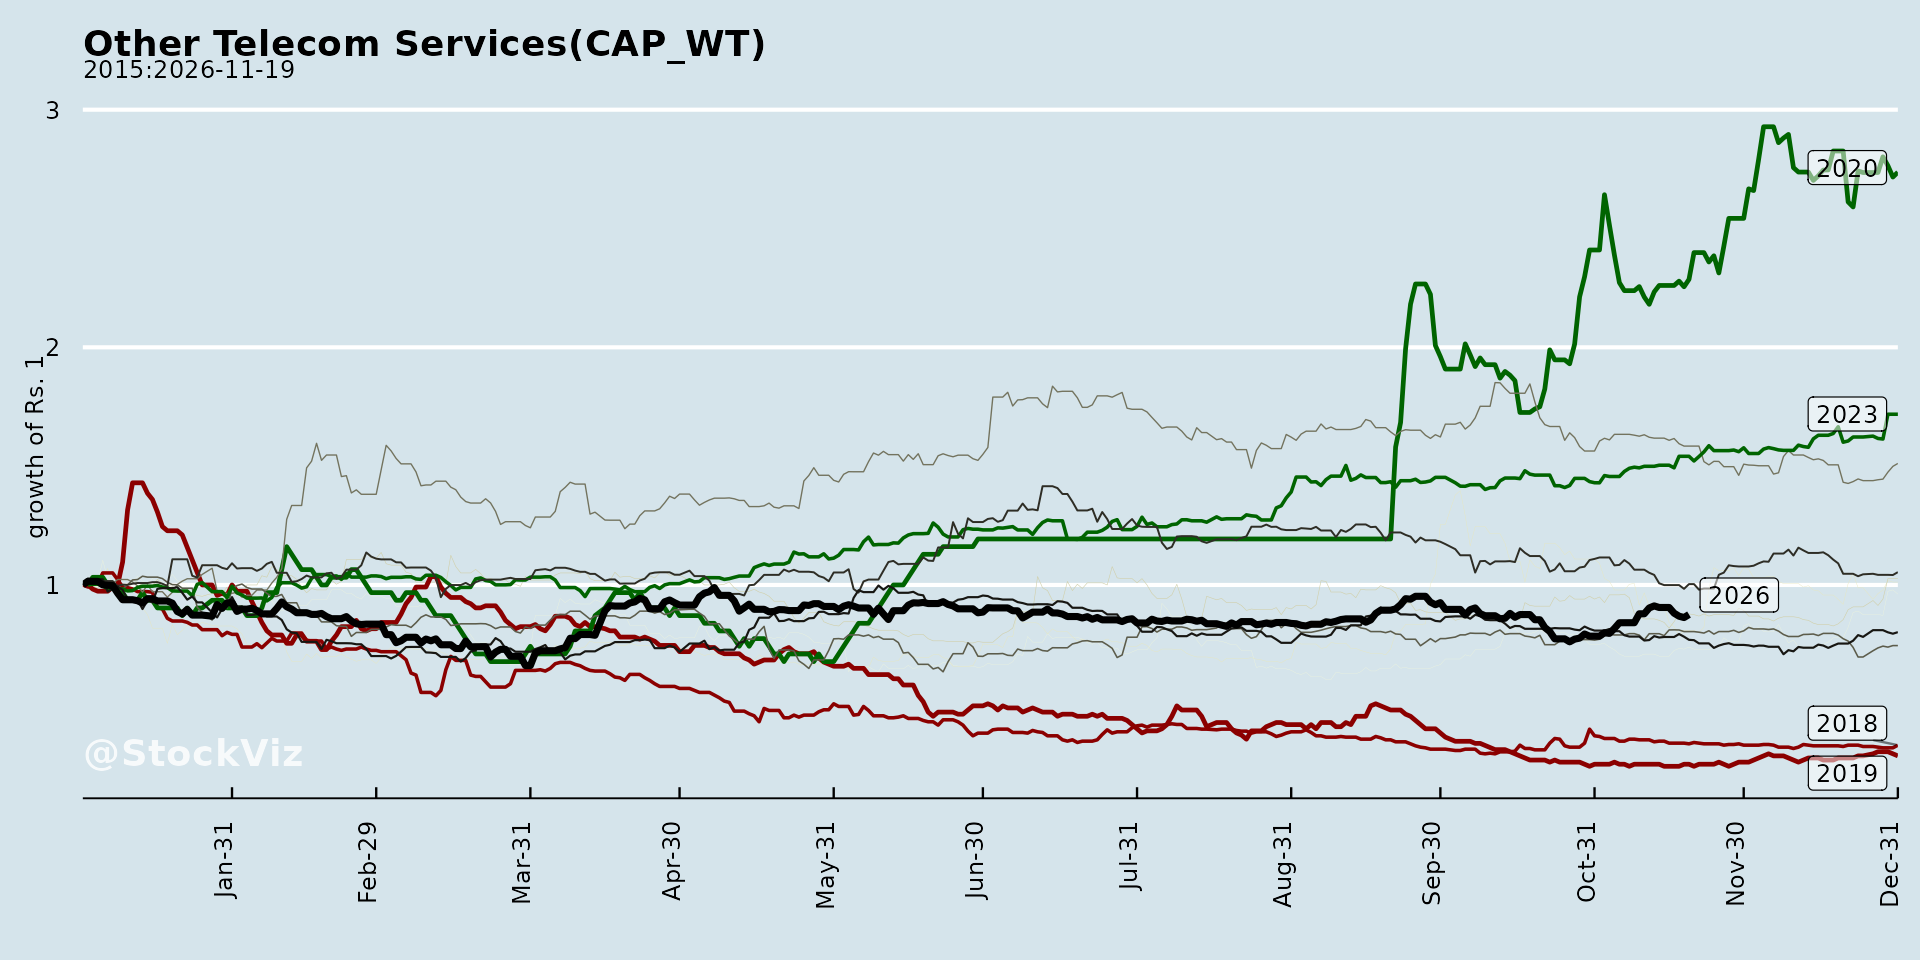 Other Telecom Services(CAP_WT)
2015:2026-11-19
growth of Rs. 1
3
2
1
2020
2023
2026
2018
2019
@StockViz
Jan-31
Feb-29
Mar-31
Apr-30
May-31
Jun-30
Jul-31
Aug-31
Sep-30
Oct-31
Nov-30
Dec-31